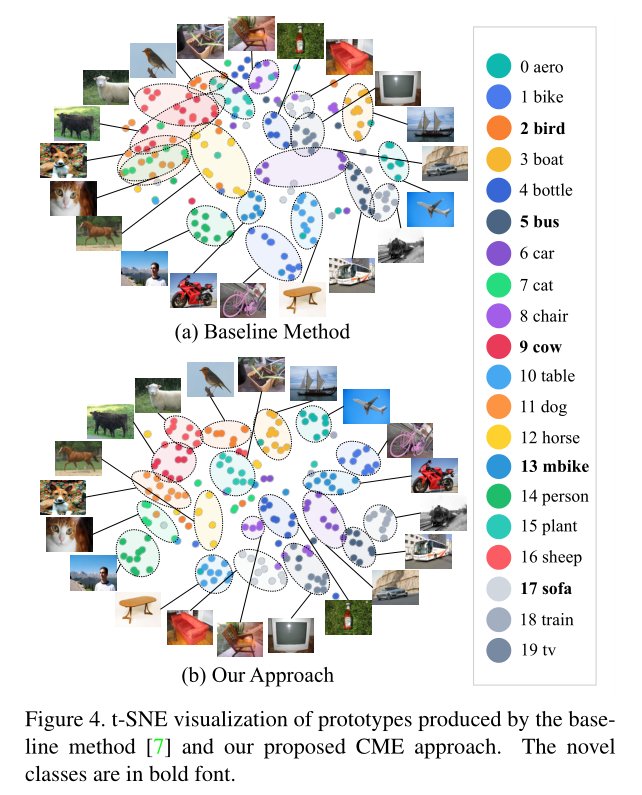 0 aero
1 bike
2 bird
3 boat
4 bottle
5 bus
6 car
7 cat
8 chair
9 cow
10 table
11 dog
12 horse
13 mbike
14 person
15 plant
16 sheep
17 sofa
18 train
19 tv
(a) Baseline Method
(b) Our Approach
Figure 4. t-SNE visualization of prototypes produced by the base-
line method [7] and our proposed CME approach. The novel
classes are in bold font.